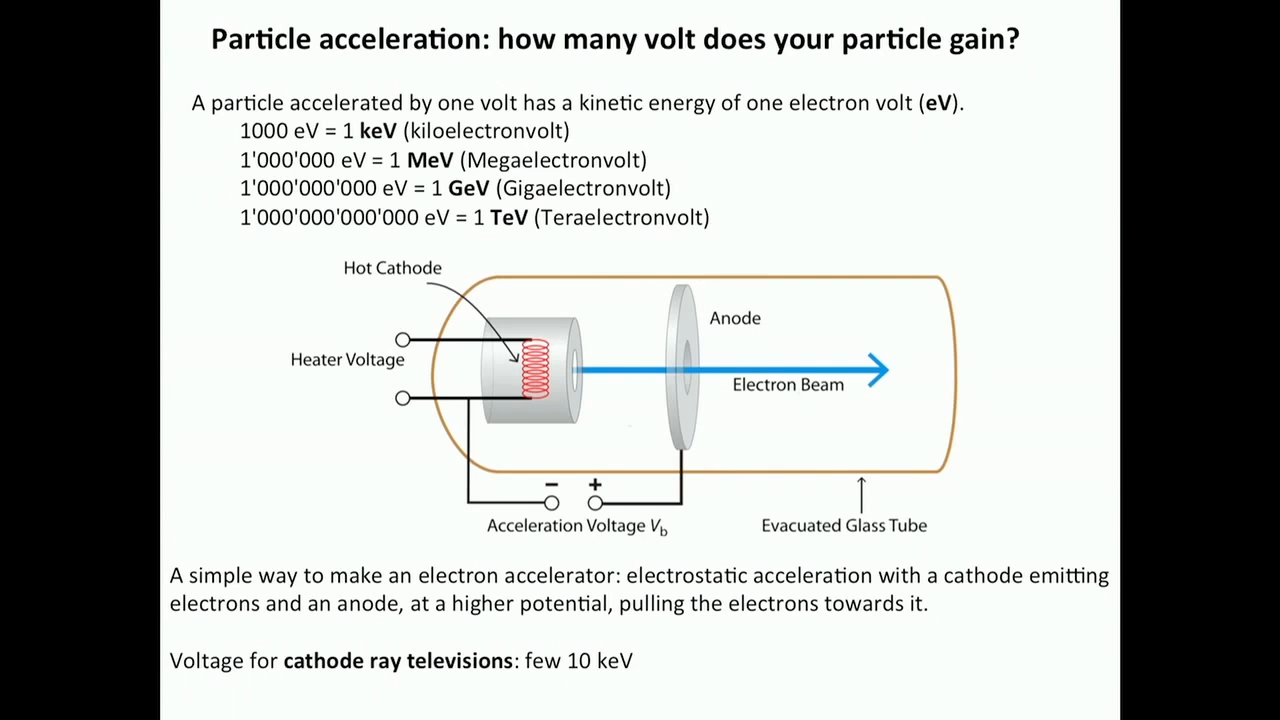 Particle acceleration: how many volt does your particle gain?
A particle accelerated by one volt has a kinetic energy of one electron volt (eV).
1000 eV = 1 keV (kiloelectronvolt)
1'000'000 eV = 1 MeV (Megaelectronvolt)
1'000'000'000 eV = 1 GeV (Gigaelectronvolt)
1'000'000'000'000 eV = 1 TeV (Teraelectronvolt)
Hot Cathode
Anode
Heater Voltage
Electron Beam
− +
Acceleration Voltage Vb
Evacuated Glass Tube
A simple way to make an electron accelerator: electrostatic acceleration with a cathode emitting
electrons and an anode, at a higher potential, pulling the electrons towards it.
Voltage for cathode ray televisions: few 10 keV